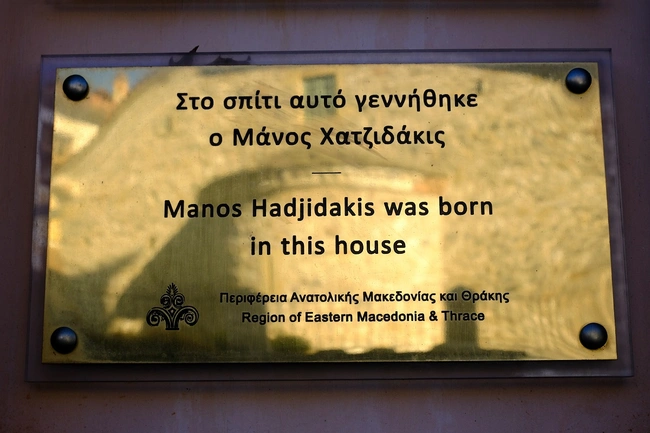 Στο σπίτι αυτό γεννήθηκε
ο Μάνος Χατζιδάκις
Manos Hadjidakis was born
in this house
Περιφέρεια Ανατολικής Μακεδονίας και Θράκης
Region of Eastern Macedonia & Thrace